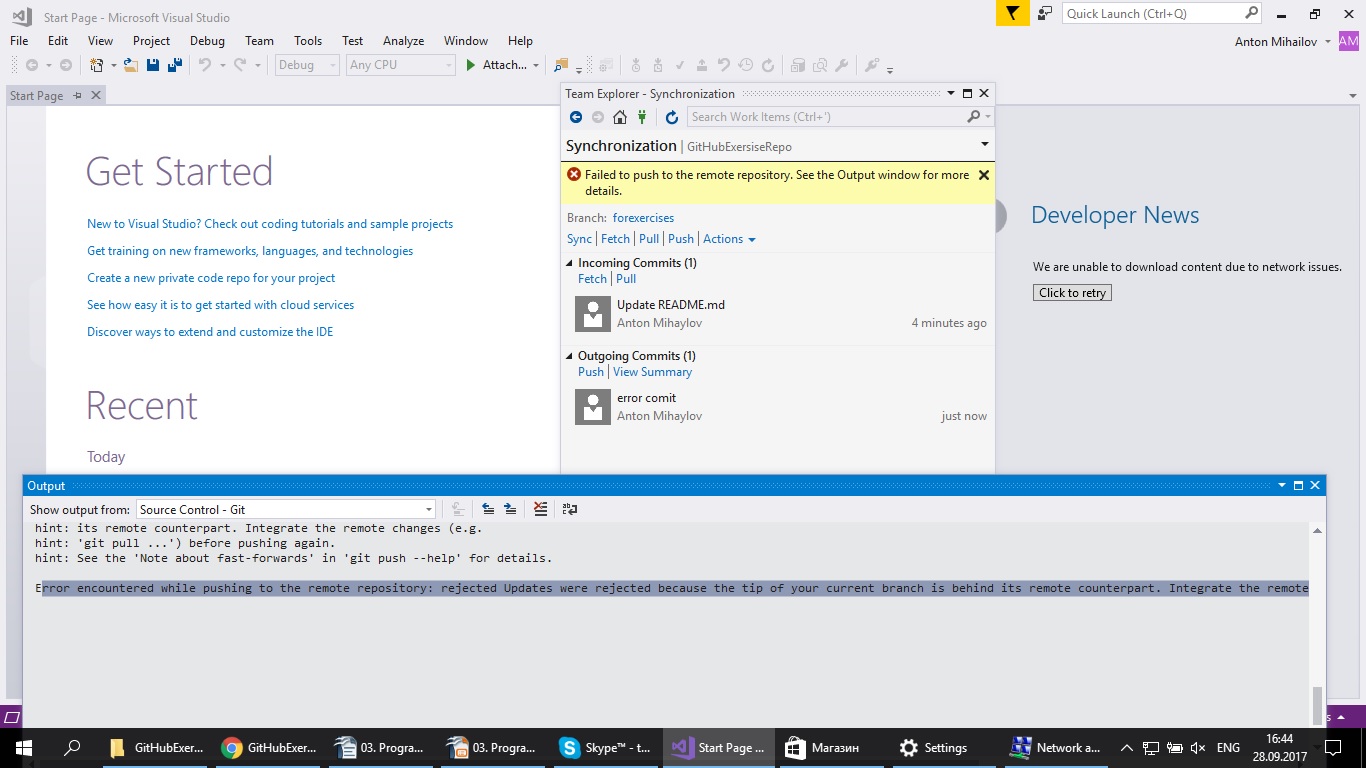 Start Page - Microsoft Visual Studio
Quick Launch (Ctrl+Q)
File Edit View Project Debug Team Tools Test Analyze Window Help
Anton Mihailov AM
Debug Any CPU Attach...
Start Page
Team Explorer - Synchronization
Search Work Items (Ctrl+')
Synchronization | GitHubExersiseRepo
Failed to push to the remote repository. See the Output window for more
details.
Branch: forexercises
Sync | Fetch | Pull | Push | Actions
Incoming Commits (1)
Fetch | Pull
Update README.md
Anton Mihaylov 4 minutes ago
Outgoing Commits (1)
Push | View Summary
error comit
Anton Mihaylov just now
Get Started
New to Visual Studio? Check out coding tutorials and sample projects
Get training on new frameworks, languages, and technologies
Create a new private code repo for your project
See how easy it is to get started with cloud services
Discover ways to extend and customize the IDE
Recent
Today
Developer News
We are unable to download content due to network issues.
Click to retry
Output
Show output from: Source Control - Git
hint: its remote counterpart. Integrate the remote changes (e.g.
hint: 'git pull ...') before pushing again.
hint: See the 'Note about fast-forwards' in 'git push --help' for details.
Error encountered while pushing to the remote repository: rejected Updates were rejected because the tip of your current branch is behind its remote counterpart. Integrate the remote
s
GitHubExer... GitHubExer... 03. Progra... 03. Progra... Skype™ - t... Start Page ... Магазин Settings Network a... ENG
16:44
28.09.2017